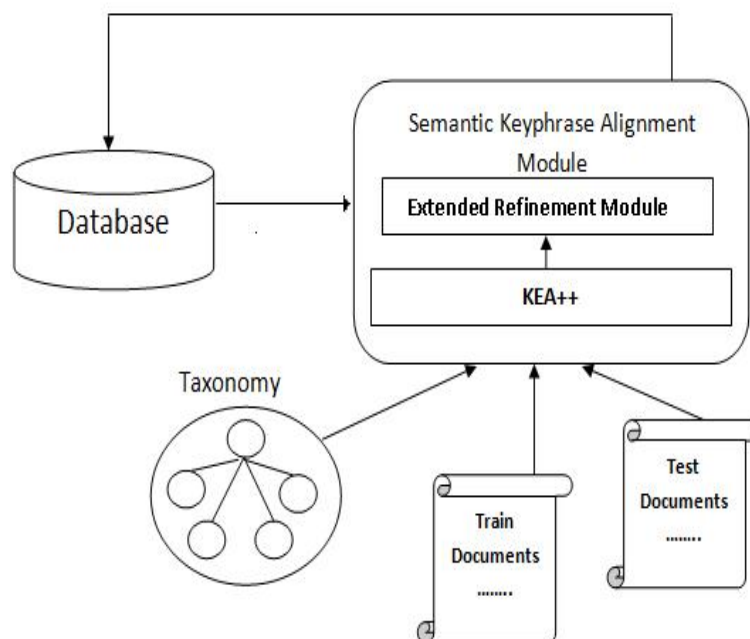 Semantic Keyphrase Alignment
Module
Extended Refinement Module
KEA++
Database
Taxonomy
Train
Documents
........
Test
Documents
........